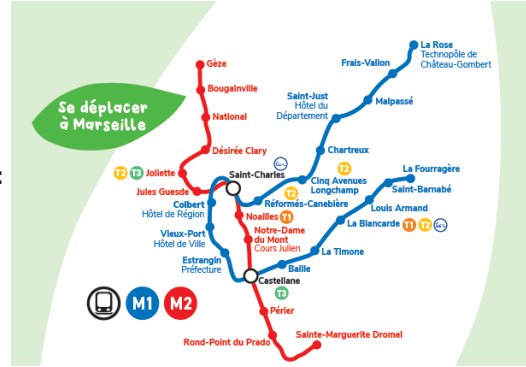 Se déplacer
à Marseille
Gèze
Bougainville
National
Désirée Clary
T2 T3 Joliette
Jules Guesde
Saint-Charles
Colbert
Hôtel de Région
Vieux-Port
Hôtel de Ville
Estrangin
Préfecture
Noailles T1
Notre-Dame
du Mont
Cours Julien
Castellane
T3
Périer
Rond-Point du Prado
Sainte-Marguerite Dromel
La Rose
Technopôle de
Château-Gombert
Frais-Vallon
Malpassé
Saint-Just
Hôtel du
Département
Chartreux
T2
Cinq Avenues
Longchamp
T2
Réformés-Canebière
La Fourragère
Saint-Barnabé
Louis Armand
La Blancarde T1 T2
La Timone
Baille
M1 M2